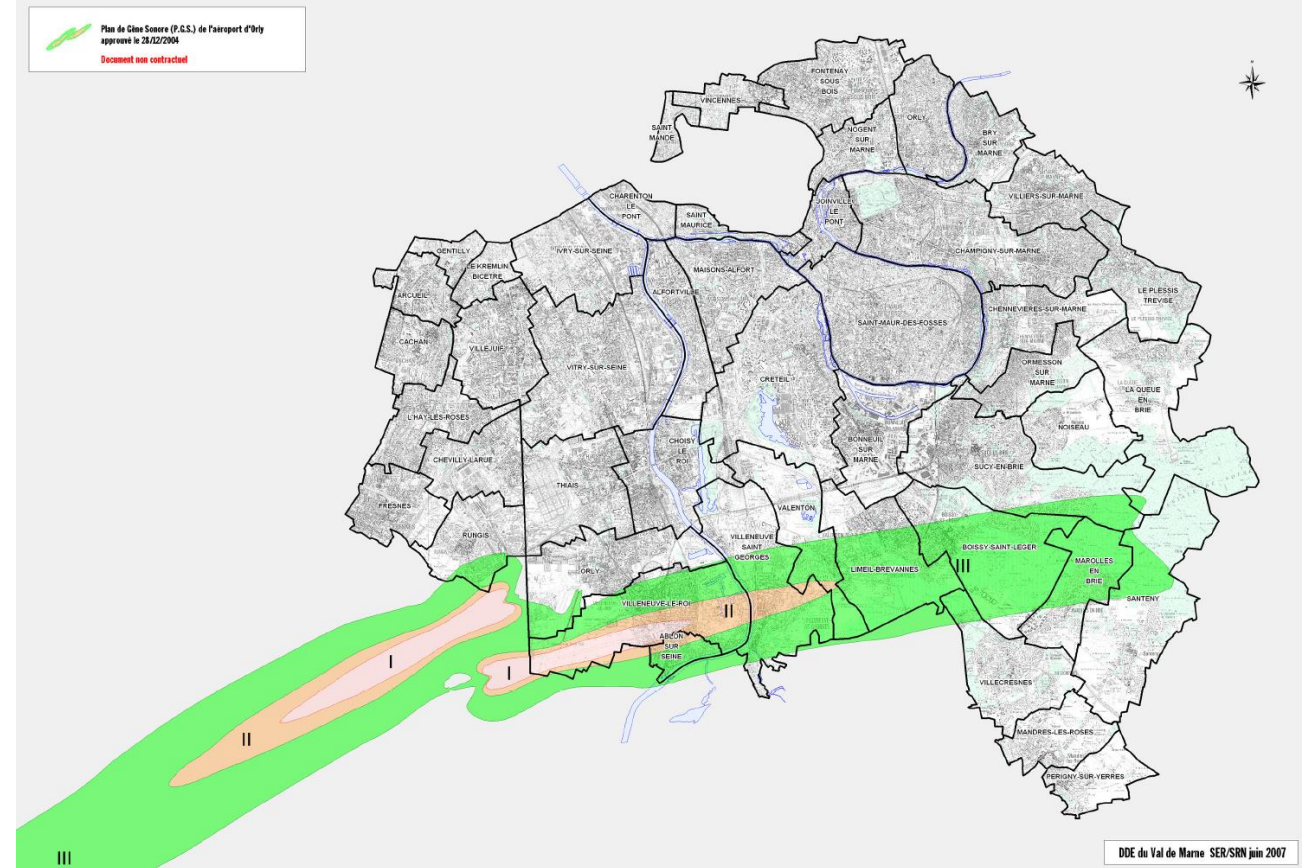 Plan de Gêne Sonore (P.G.S.) de l'aéroport d'Orly
approuvé le 28/12/2004
Document non contractuel
FONTENAY
SOUS
BOIS
VINCENNES
SAINT
MANDE
NOGENT
SUR
MARNE
ORLY
BRY
SUR
MARNE
VILLIERS-SUR-MARNE
CHARENTON
LE
PONT
SAINT
MAURICE
JOINVILLE
LE
PONT
CHAMPIGNY-SUR-MARNE
GENTILLY
LE KREMLIN
BICETRE
IVRY-SUR-SEINE
MAISONS-ALFORT
ARCUEIL
ALFORTVILLE
LE PLESSIS
TREVISE
CHENNEVIERES-SUR-MARNE
SAINT-MAUR-DES-FOSSES
CACHAN
VILLEJUIF
VITRY-SUR-SEINE
CRETEIL
ORMESSON
SUR
MARNE
LA QUEUE
EN
BRIE
L'HAY-LES-ROSES
NOISEAU
CHOISY
LE
ROI
BONNEUIL
SUR
MARNE
CHEVILLY-LARUE
SUCY-EN-BRIE
THIAIS
FRESNES
VALENTON
RUNGIS
VILLENEUVE
SAINT
GEORGES
ORLY
LIMEIL-BREVANNES
BOISSY-SAINT-LEGER
III
MAROLLES
EN
BRIE
SANTENY
VILLENEUVE-LE-ROI
II
ABLON
SUR
SEINE
I
I
VILLECRESNES
II
MANDRES-LES-ROSES
PERIGNY-SUR-YERRES
III
DDE du Val de Marne SER/SRN juin 2007